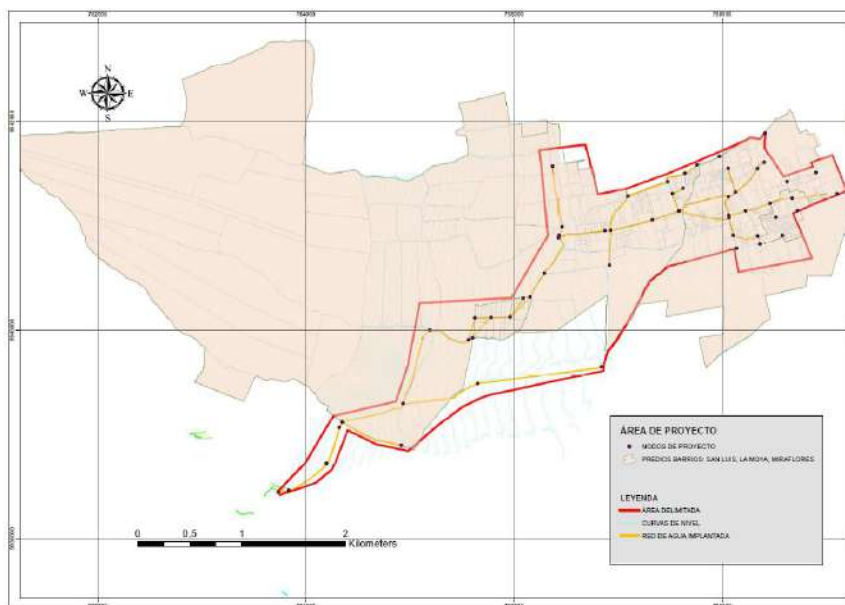 N
W E
S
ÁREA DE PROYECTO
NODOS DE PROYECTO
PREDIOS BARRIOS: SAN LUIS, LA MOYA, MIRAFLORES
LEYENDA
ÁREA DELIMITADA
CURVAS DE NIVEL
RED DE AGUA IMPLANTADA
0 0,5 1 2
Kilometers